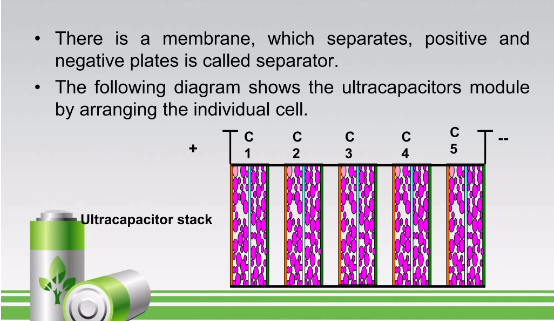 • There is a membrane, which separates, positive and
negative plates is called separator.
• The following diagram shows the ultracapacitors module
by arranging the individual cell.
+ C C C C C --
1 2 3 4 5
Ultracapacitor stack